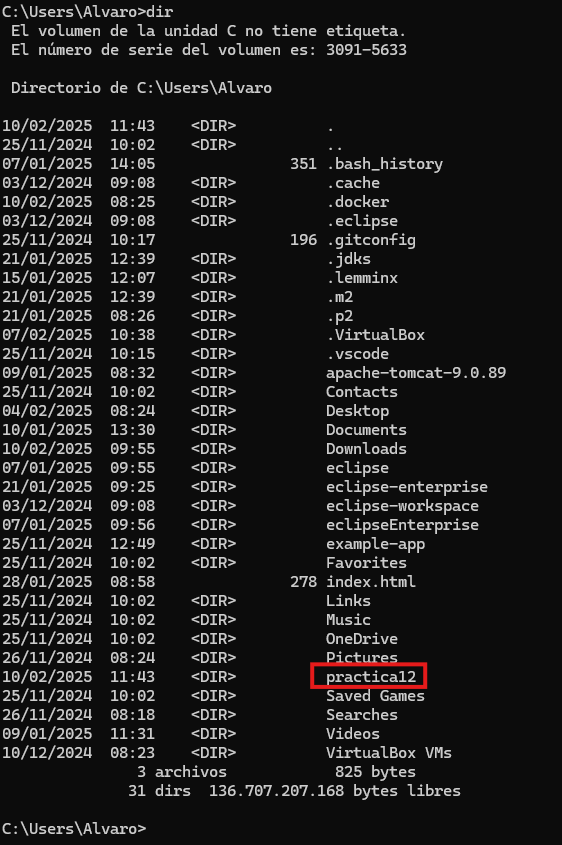 C:\Users\Alvaro>dir
 El volumen de la unidad C no tiene etiqueta.
 El número de serie del volumen es: 3091-5633

 Directorio de C:\Users\Alvaro

10/02/2025  11:43    <DIR>          .
25/11/2024  10:02    <DIR>          ..
07/01/2025  14:05               351 .bash_history
03/12/2024  09:08    <DIR>          .cache
10/02/2025  08:25    <DIR>          .docker
03/12/2024  09:08    <DIR>          .eclipse
25/11/2024  10:17               196 .gitconfig
21/01/2025  12:39    <DIR>          .jdks
15/01/2025  12:07    <DIR>          .lemminx
21/01/2025  12:39    <DIR>          .m2
21/01/2025  08:26    <DIR>          .p2
07/02/2025  10:38    <DIR>          .VirtualBox
25/11/2024  10:15    <DIR>          .vscode
09/01/2025  08:32    <DIR>          apache-tomcat-9.0.89
25/11/2024  10:02    <DIR>          Contacts
04/02/2025  08:24    <DIR>          Desktop
10/01/2025  13:30    <DIR>          Documents
10/02/2025  09:55    <DIR>          Downloads
07/01/2025  09:55    <DIR>          eclipse
21/01/2025  09:25    <DIR>          eclipse-enterprise
03/12/2024  09:08    <DIR>          eclipse-workspace
07/01/2025  09:56    <DIR>          eclipseEnterprise
25/11/2024  12:49    <DIR>          example-app
25/11/2024  10:02    <DIR>          Favorites
28/01/2025  08:58               278 index.html
25/11/2024  10:02    <DIR>          Links
25/11/2024  10:02    <DIR>          Music
25/11/2024  10:02    <DIR>          OneDrive
26/11/2024  08:24    <DIR>          Pictures
10/02/2025  11:43    <DIR>          practica12
25/11/2024  10:02    <DIR>          Saved Games
26/11/2024  08:18    <DIR>          Searches
09/01/2025  11:31    <DIR>          Videos
10/12/2024  08:23    <DIR>          VirtualBox VMs
               3 archivos            825 bytes
              31 dirs  136.707.207.168 bytes libres

C:\Users\Alvaro>